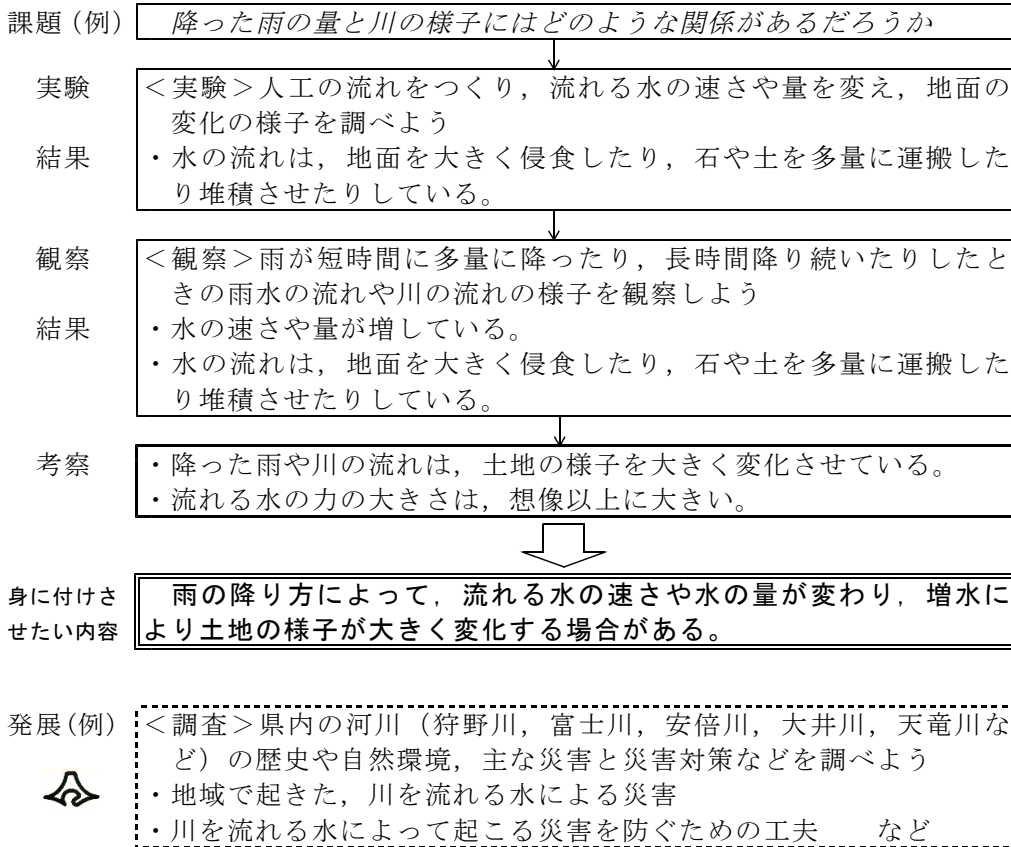 課題（例） 降った雨の量と川の様子にはどのような関係があるだろうか
実験 ＜実験＞人工の流れをつくり，流れる水の速さや量を変え，地面の
変化の様子を調べよう
結果 ・水の流れは，地面を大きく侵食したり，石や土を多量に運搬した
り堆積させたりしている。
観察 ＜観察＞雨が短時間に多量に降ったり，長時間降り続いたりしたと
きの雨水の流れや川の流れの様子を観察しよう
結果 ・水の速さや量が増している。
・水の流れは，地面を大きく侵食したり，石や土を多量に運搬した
り堆積させたりしている。
考察 ・降った雨や川の流れは，土地の様子を大きく変化させている。
・流れる水の力の大きさは，想像以上に大きい。
身に付けさ 雨の降り方によって，流れる水の速さや水の量が変わり，増水に
せたい内容 より土地の様子が大きく変化する場合がある。
発展（例） ＜調査＞県内の河川（狩野川，富士川，安倍川，大井川，天竜川な
ど）の歴史や自然環境，主な災害と災害対策などを調べよう
・地域で起きた，川を流れる水による災害
・川を流れる水によって起こる災害を防ぐための工夫　　など